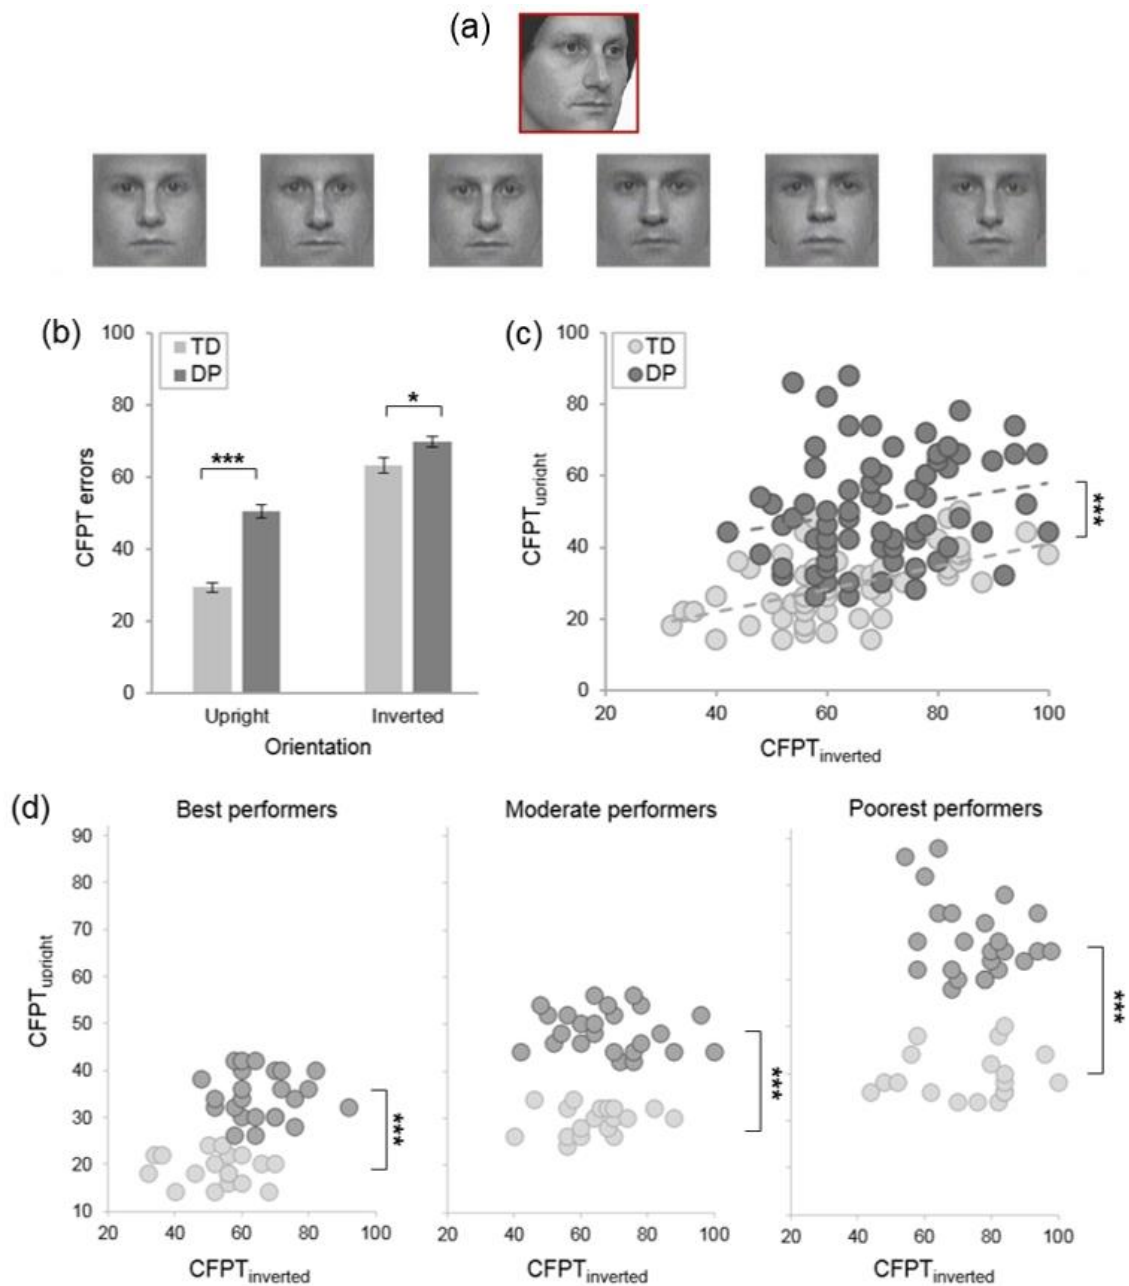 (a)
(b)
100
80
60
40
20
0
CFPT errors
TD
DP
***
*
Upright
Inverted
Orientation
(c)
100
80
60
40
20
0
CFPTupright
TD
DP
***
20
40
60
80
100
CFPTinverted
(d)
Best performers
Moderate performers
Poorest performers
90
80
70
60
50
40
30
20
10
CFPTupright
***
***
***
20
40
60
80
100
20
40
60
80
100
20
40
60
80
100
CFPTinverted
CFPTinverted
CFPTinverted